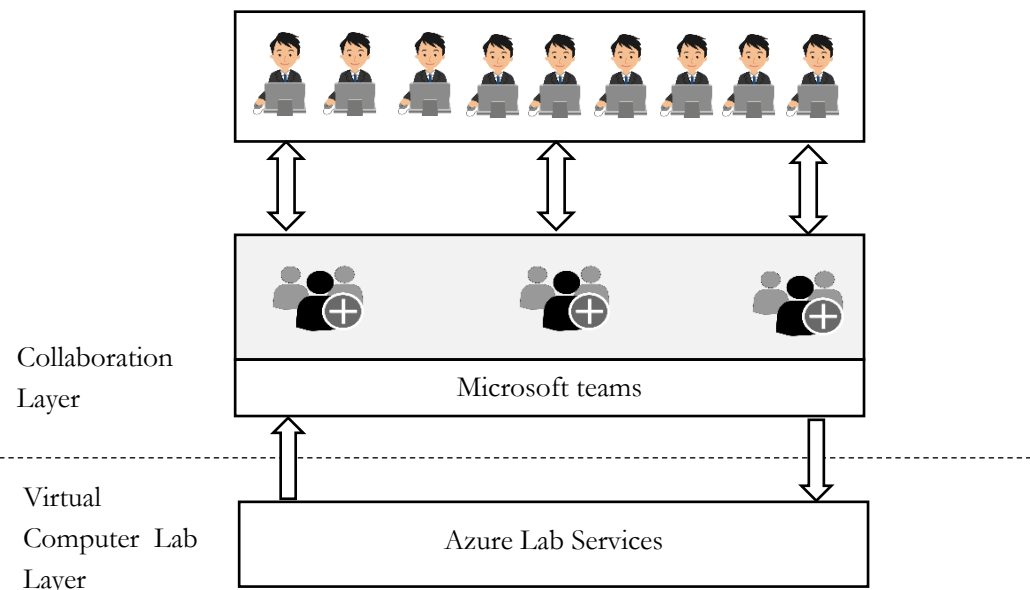 Collaboration
Layer
Microsoft teams
Virtual
Computer Lab
Layer
Azure Lab Services